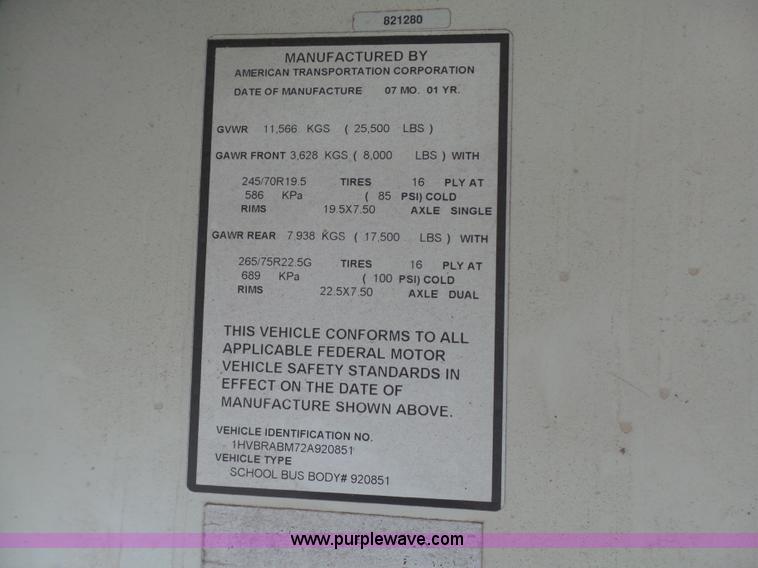 821280
MANUFACTURED BY
AMERICAN TRANSPORTATION CORPORATION
DATE OF MANUFACTURE 07 MO. 01 YR.
GVWR 11,566 KGS ( 25,500 LBS )
GAWR FRONT 3,628 KGS ( 8,000 LBS ) WITH
245/70R19.5 TIRES 16 PLY AT
586 KPa ( 85 PSI) COLD
RIMS 19.5X7.50 AXLE SINGLE
GAWR REAR 7,938 KGS ( 17,500 LBS ) WITH
265/75R22.5G TIRES 16 PLY AT
689 KPa ( 100 PSI) COLD
RIMS 22.5X7.50 AXLE DUAL
THIS VEHICLE CONFORMS TO ALL
APPLICABLE FEDERAL MOTOR
VEHICLE SAFETY STANDARDS IN
EFFECT ON THE DATE OF
MANUFACTURE SHOWN ABOVE.
VEHICLE IDENTIFICATION NO.
1HVBRABM72A920851
VEHICLE TYPE
SCHOOL BUS BODY# 920851
www.purplewave.com